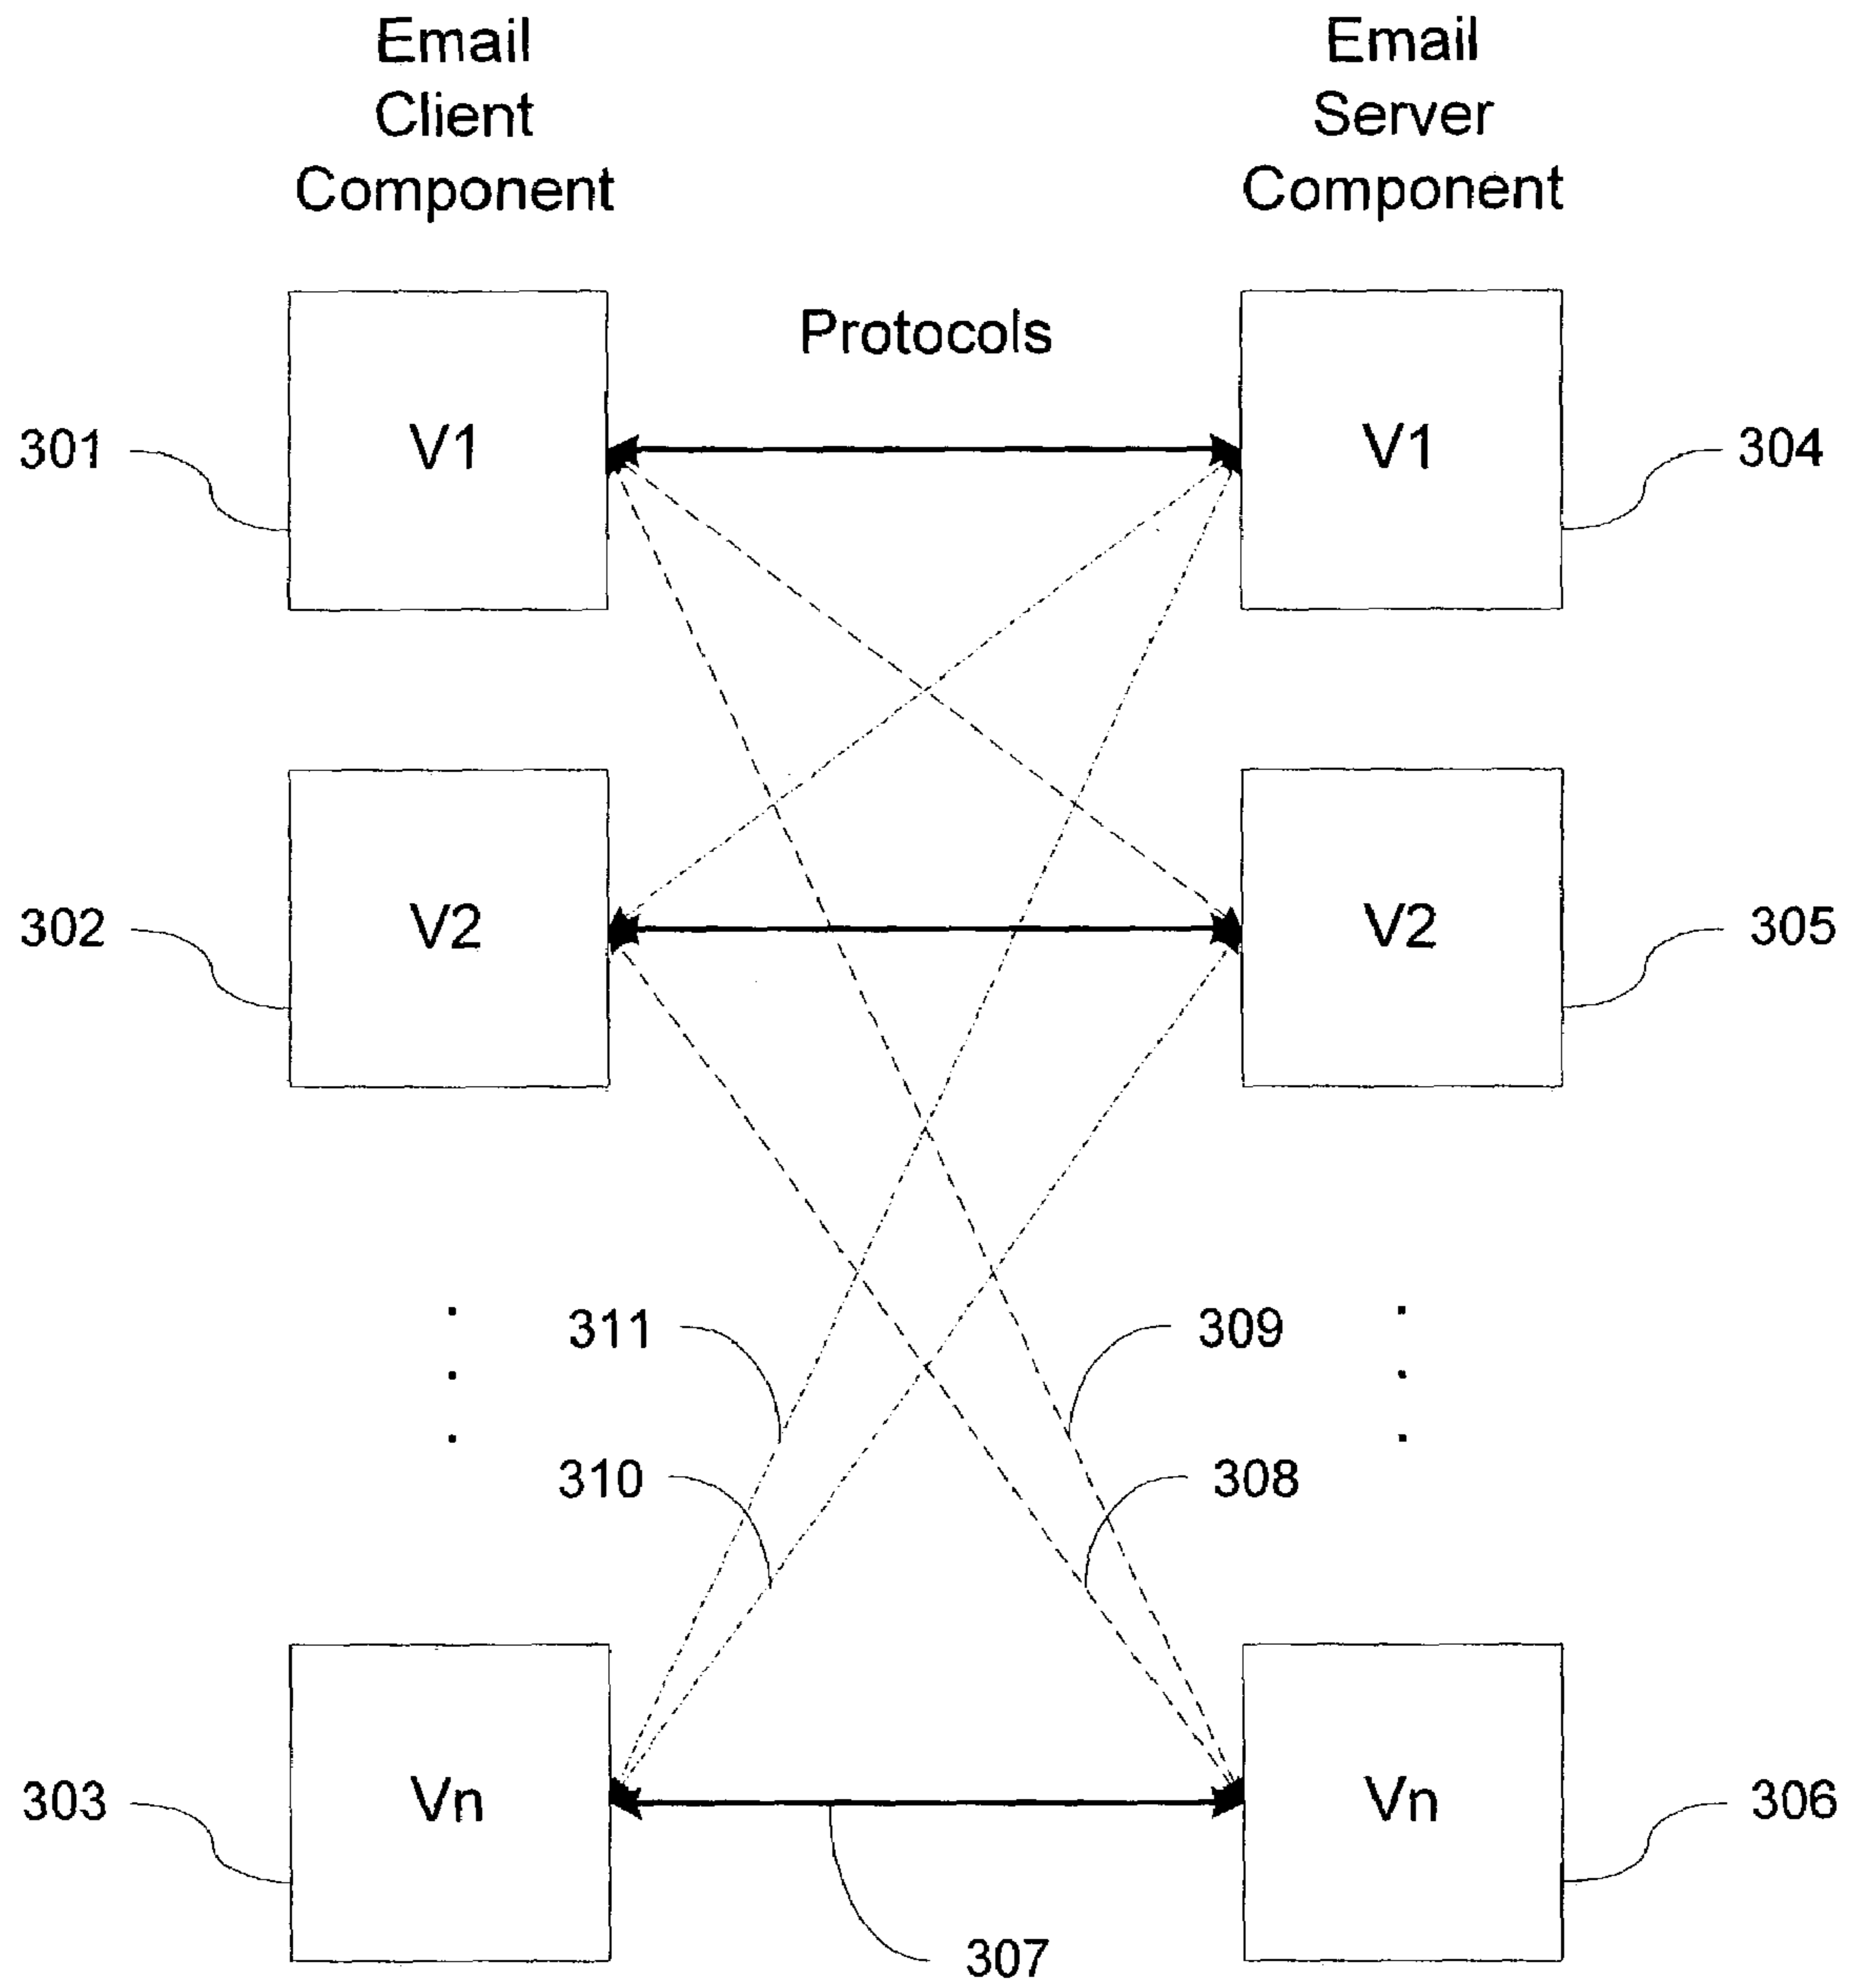 Email
Client
Component
Email
Server
Component
Protocols
301
V1
V1
304
302
V2
V2
305
311
309
310
308
303
Vn
Vn
306
307